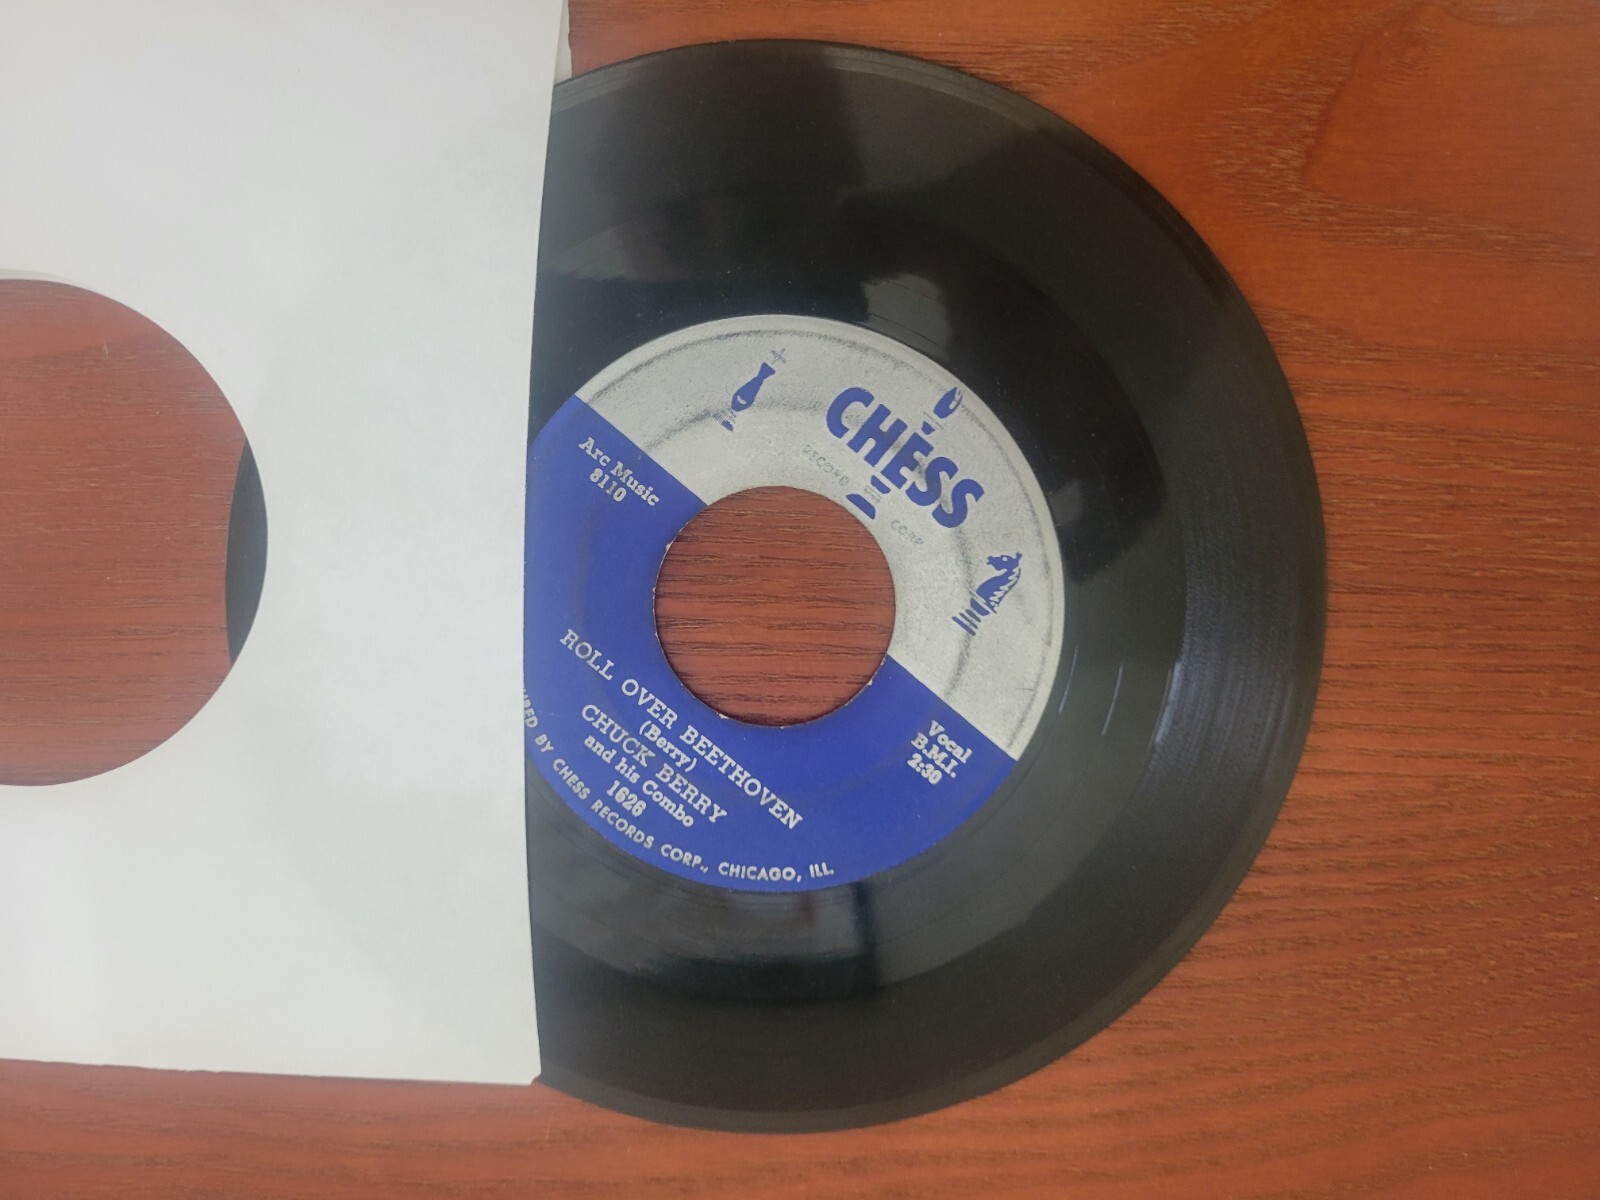 CHESS
RECORD CORP
Arc Music
8110
Vocal
B.M.I.
2:30
ROLL OVER BEETHOVEN
(Berry)
CHUCK BERRY
and his Combo
1626
BY CHESS RECORDS CORP., CHICAGO, ILL.